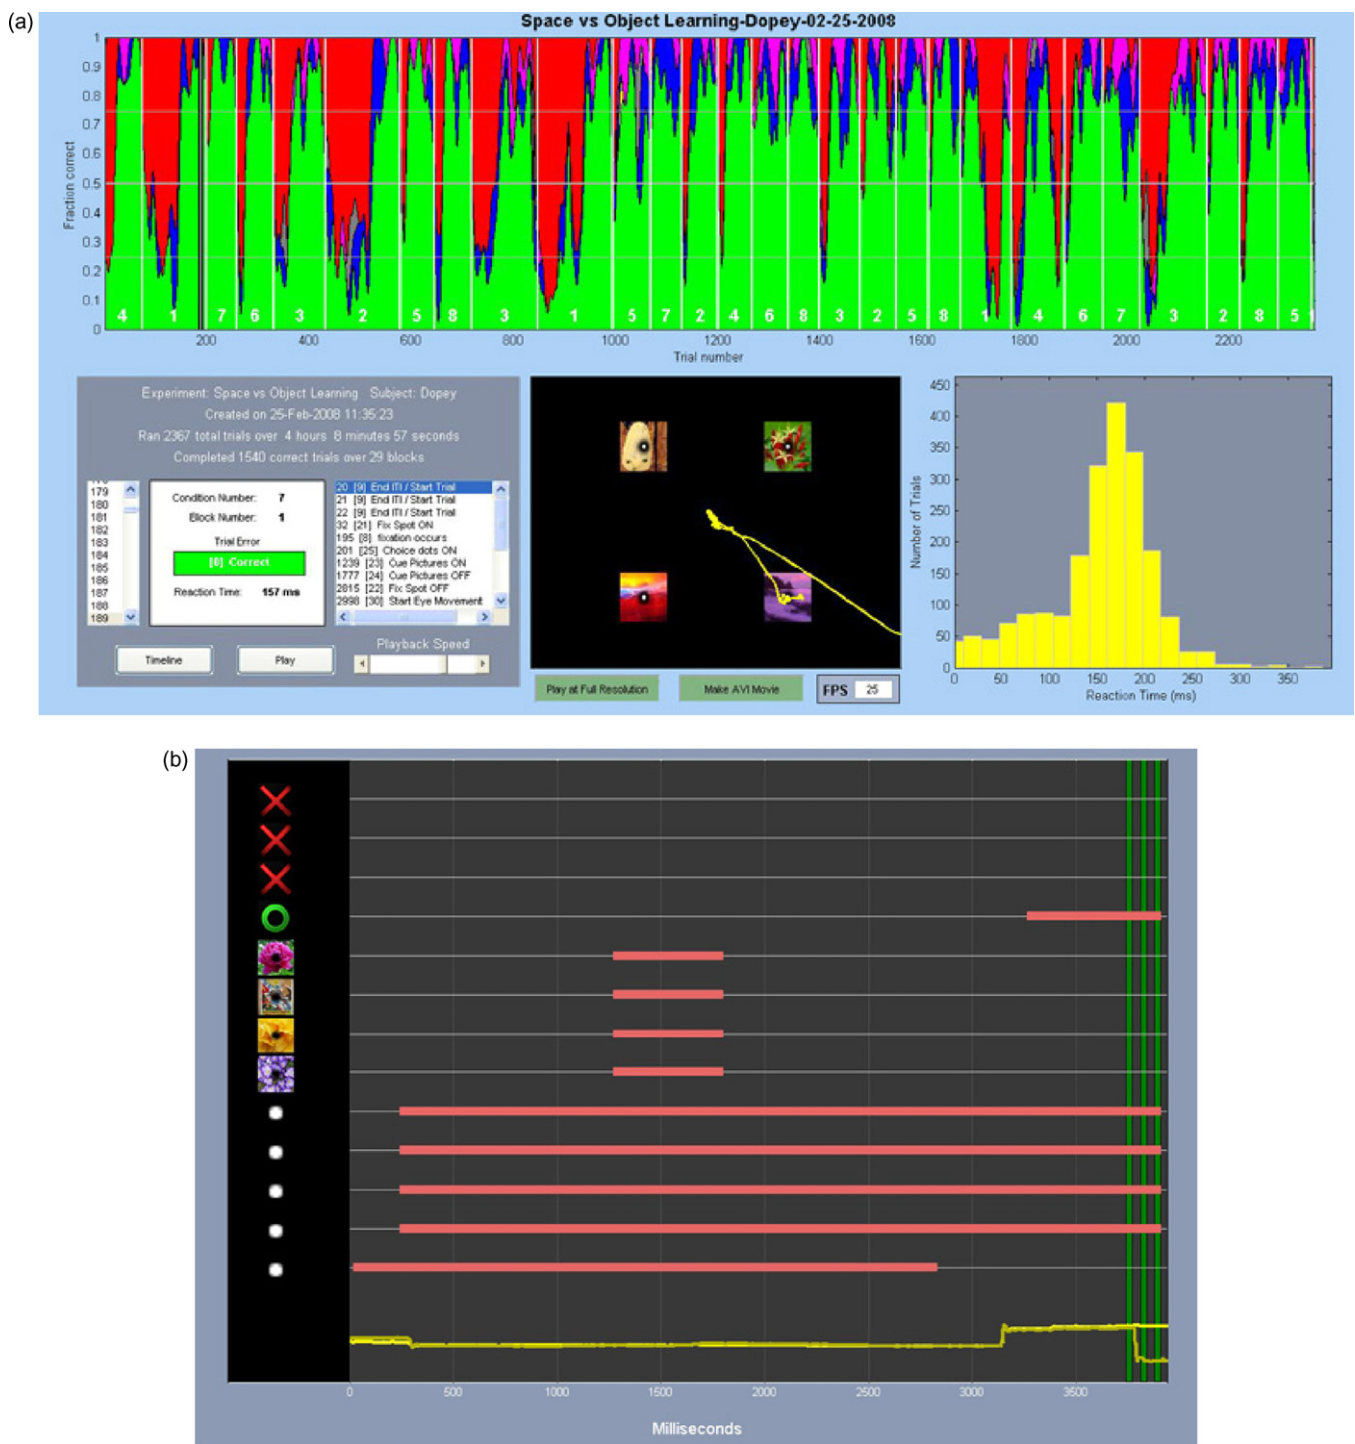 (a)
Space vs Object Learning-Dopey-02-25-2008
Fraction correct
1
0.9
0.8
0.7
0.6
0.5
0.4
0.3
0.2
0.1
0
4 1 7 6 3 2 5 8 3 1 5 7 2 4 6 8 3 2 5 8 1 4 6 7 3 2 8 5 1
200 400 600 800 1000 1200 1400 1600 1800 2000 2200
Trial number
Experiment: Space vs Object Learning Subject: Dopey
Created on 25-Feb-2008 11:35:23
Ran 2367 total trials over 4 hours 8 minutes 57 seconds
Completed 1540 correct trials over 29 blocks
179
180
181
182
183
184
185
186
187
188
189
Condition Number: 7
Block Number: 1
Trial Error
[0] Correct
Reaction Time: 157 ms
20 [9] End ITI / Start Trial
21 [9] End ITI / Start Trial
22 [9] End ITI / Start Trial
32 [21] Fix Spot ON
195 [8] fixation occurs
201 [25] Choice dots ON
1239 [23] Cue Pictures ON
1777 [24] Cue Pictures OFF
2815 [22] Fix Spot OFF
2998 [30] Start Eye Movement
Timeline
Play
Playback Speed
Play at Full Resolution
Make AVI Movie
FPS 25
Number of Trials
450
400
350
300
250
200
150
100
50
0
0 50 100 150 200 250 300 350
Reaction Time (ms)
(b)
0 500 1000 1500 2000 2500 3000 3500
Milliseconds